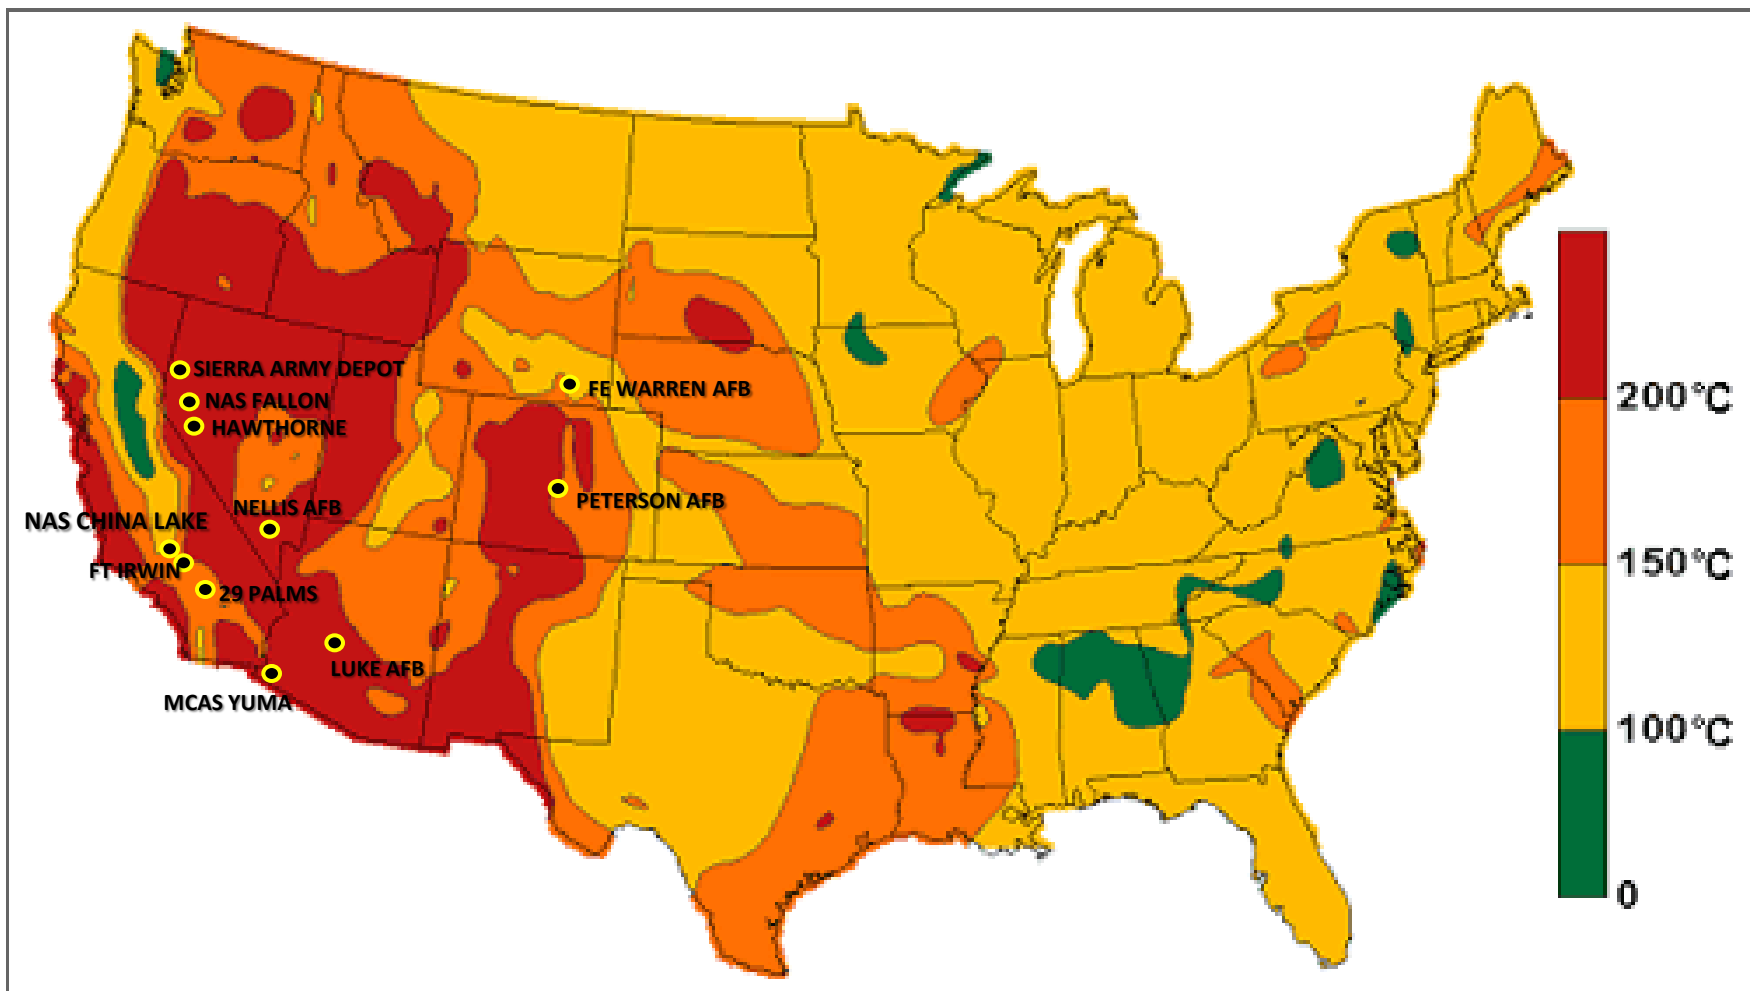 SIERRA ARMY DEPOT
FE WARREN AFB
NAS FALLON
HAWTHORNE
PETERSON AFB
NELLIS AFB
NAS CHINA LAKE
FT IRWIN
29 PALMS
LUKE AFB
MCAS YUMA
200°C
150°C
100°C
0